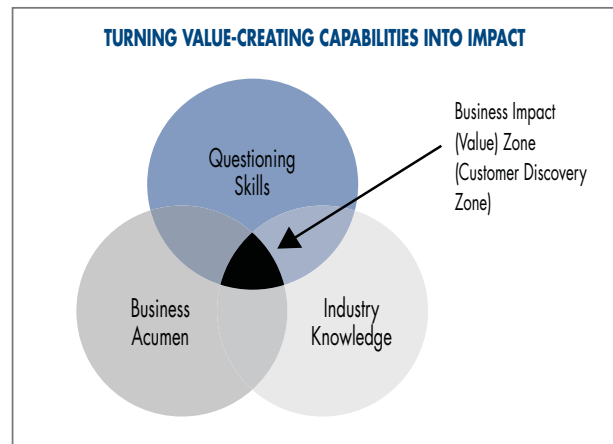 TURNING VALUE-CREATING CAPABILITIES INTO IMPACT
Questioning
Skills
Business Impact
(Value) Zone
(Customer Discovery
Zone)
Business
Acumen
Industry
Knowledge